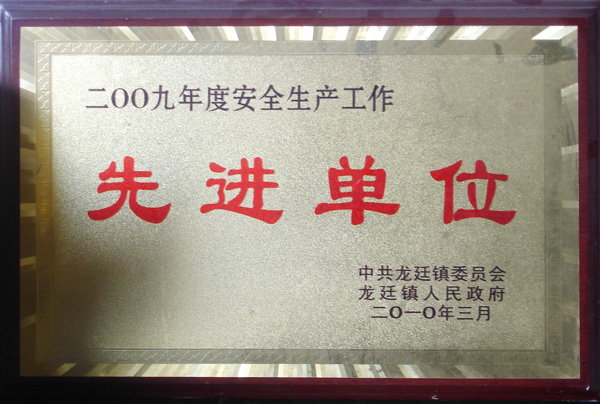 二OO九年度安全生产工作
先进单位
中共龙廷镇委员会
龙廷镇人民政府
二O一O年三月